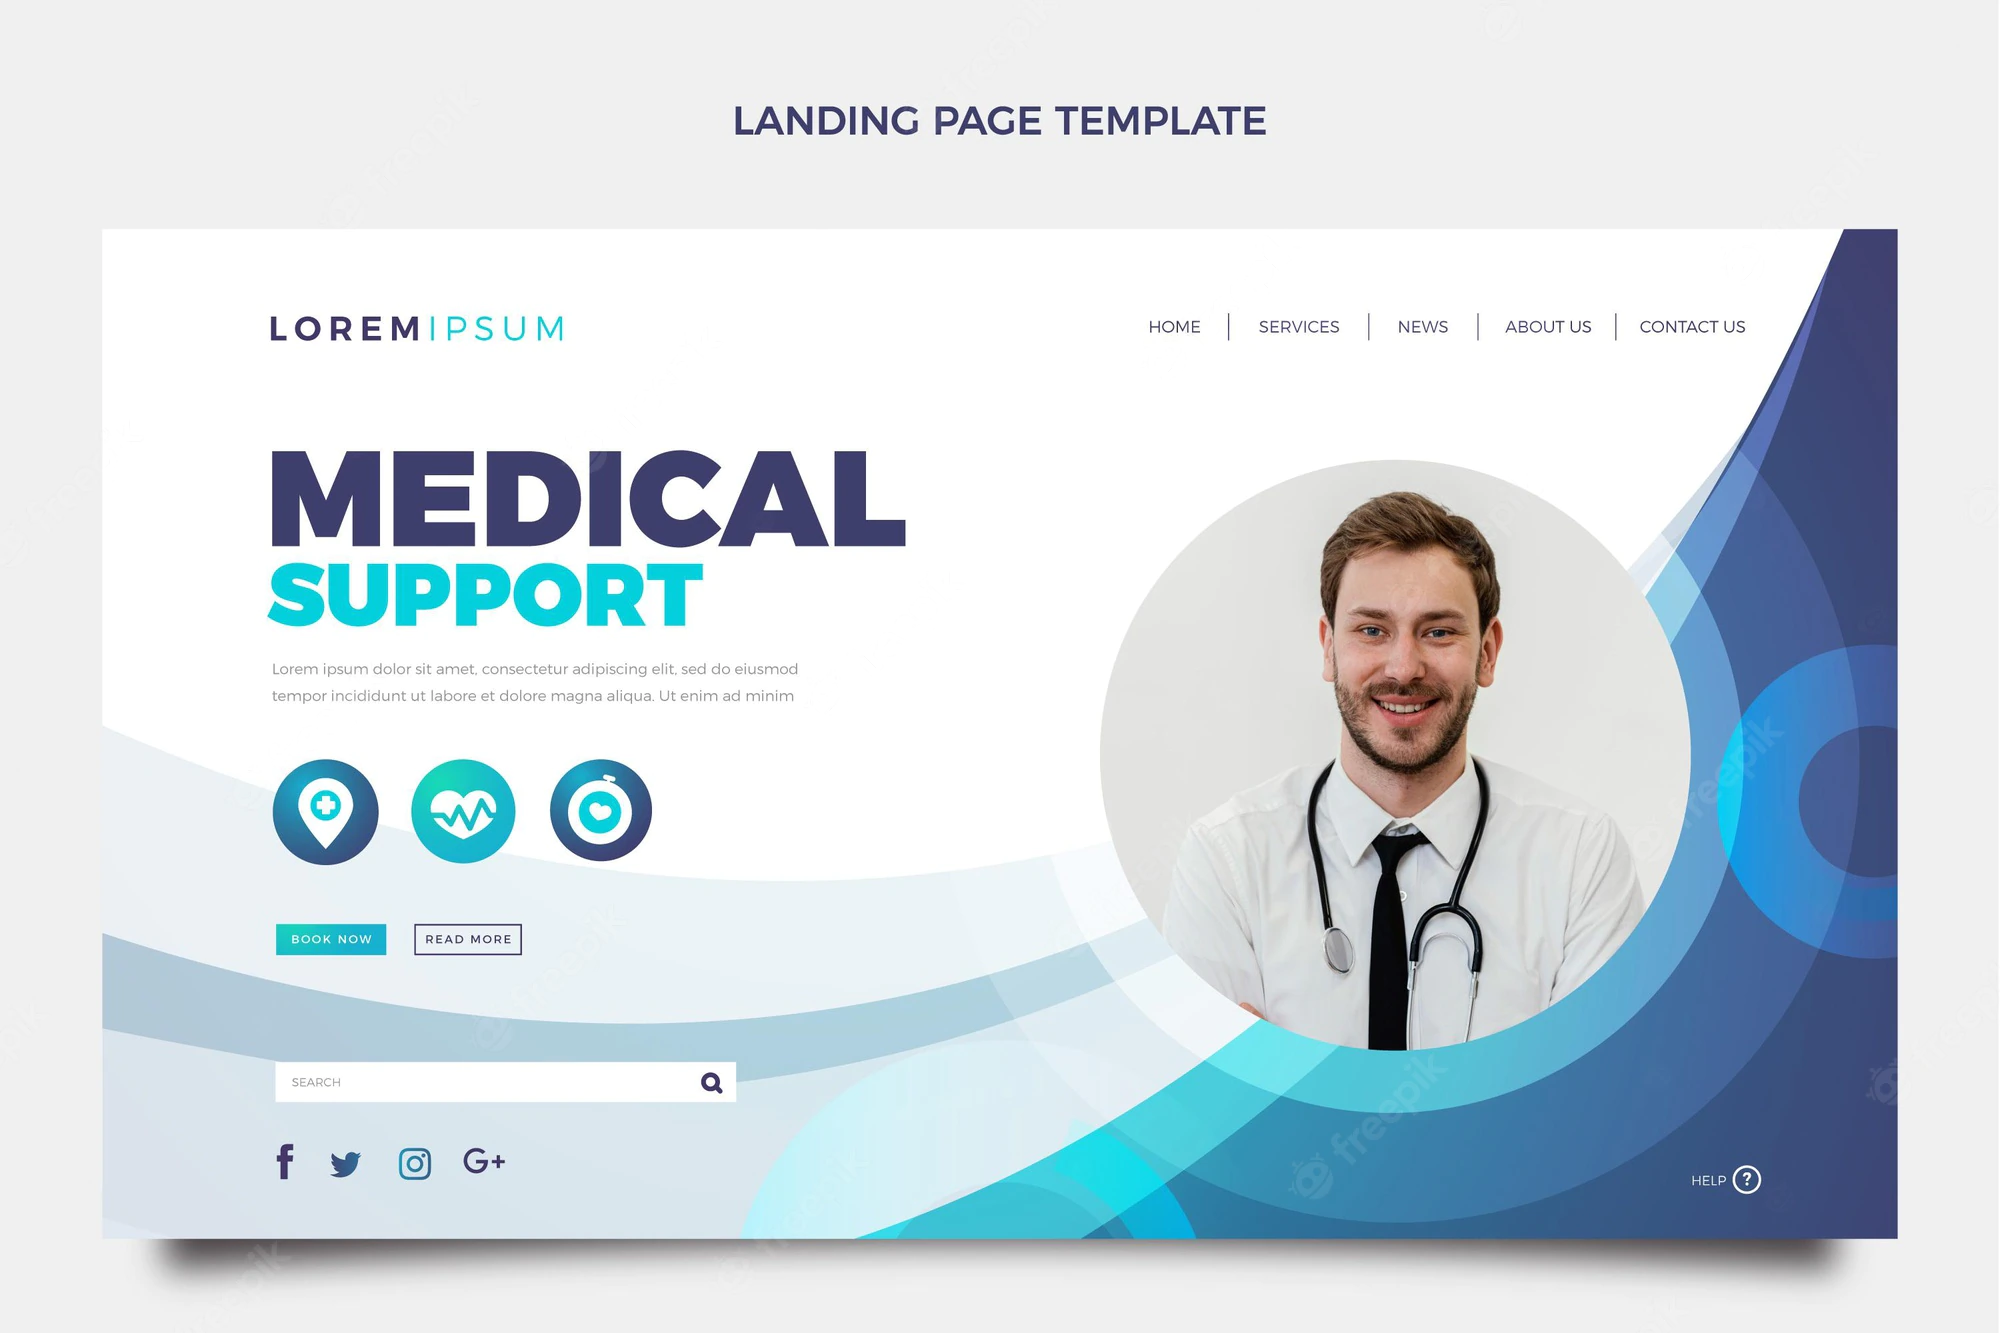 LANDING PAGE TEMPLATE
LOREMIPSUM
HOME SERVICES NEWS ABOUT US CONTACT US
MEDICAL
SUPPORT
Lorem ipsum dolor sit amet, consectetur adipiscing elit, sed do eiusmod
tempor incididunt ut labore et dolore magna aliqua. Ut enim ad minim
BOOK NOW READ MORE
SEARCH
G+
HELP ?
freepik
freepik